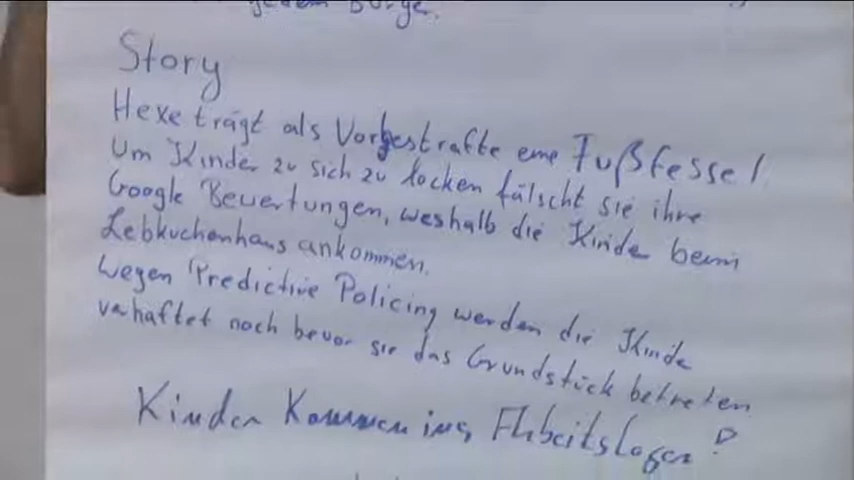 jedem Bürger.
Story
Hexe trägt als Vorbestrafte eine Fußfessel
Um Kinder zu sich zu locken fälscht sie ihre
Google Bewertungen, weshalb die Kinder beim
Lebkuchenhaus ankommen.
Wegen Predictive Policing werden die Kinder
verhaftet noch bevor sie das Grundstück betreten
Kinder Kommen ins Arbeitslager?